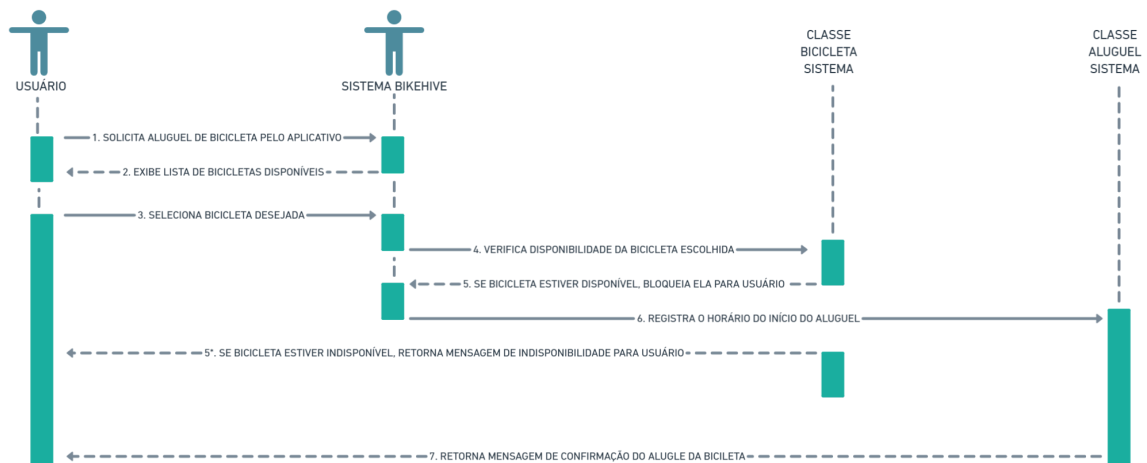 CLASSE
BICICLETA
SISTEMA
CLASSE
ALUGUEL
SISTEMA
USUÁRIO
SISTEMA BIKEHIVE
1. SOLICITA ALUGUEL DE BICICLETA PELO APLICATIVO
2. EXIBE LISTA DE BICICLETAS DISPONÍVEIS
3. SELECIONA BICICLETA DESEJADA
4. VERIFICA DISPONIBILIDADE DA BICICLETA ESCOLHIDA
5. SE BICICLETA ESTIVER DISPONÍVEL, BLOQUEIA ELA PARA USUÁRIO
6. REGISTRA O HORÁRIO DO INÍCIO DO ALUGUEL
5*. SE BICICLETA ESTIVER INDISPONÍVEL, RETORNA MENSAGEM DE INDISPONIBILIDADE PARA USUÁRIO
7. RETORNA MENSAGEM DE CONFIRMAÇÃO DO ALUGLE DA BICILETA